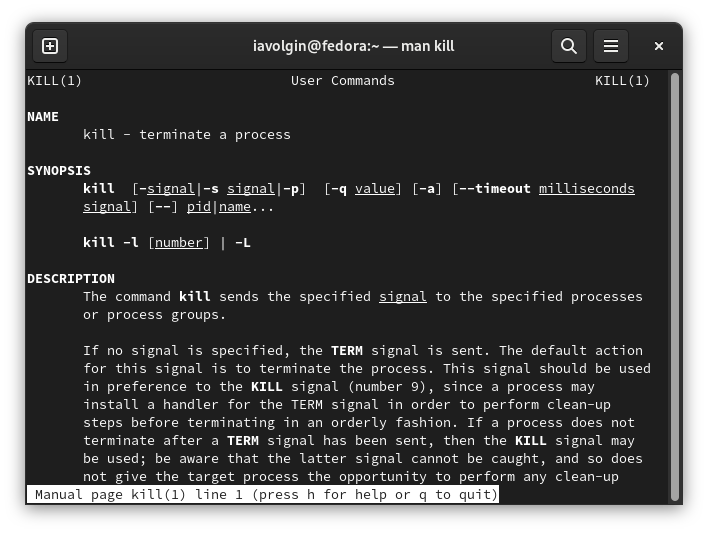 iavolgin@fedora:~ — man kill
KILL(1) User Commands KILL(1)
NAME
kill - terminate a process
SYNOPSIS
kill [-signal|-s signal|-p] [-q value] [-a] [--timeout milliseconds
signal] [--] pid|name...
kill -l [number] | -L
DESCRIPTION
The command kill sends the specified signal to the specified processes
or process groups.
If no signal is specified, the TERM signal is sent. The default action
for this signal is to terminate the process. This signal should be used
in preference to the KILL signal (number 9), since a process may
install a handler for the TERM signal in order to perform clean-up
steps before terminating in an orderly fashion. If a process does not
terminate after a TERM signal has been sent, then the KILL signal may
be used; be aware that the latter signal cannot be caught, and so does
not give the target process the opportunity to perform any clean-up
Manual page kill(1) line 1 (press h for help or q to quit)